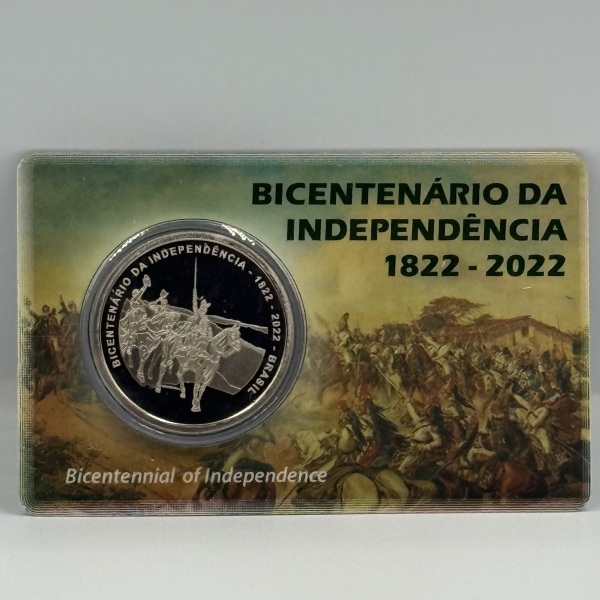 BICENTENÁRIO DA
INDEPENDÊNCIA
1822 - 2022
BICENTENÁRIO DA INDEPENDÊNCIA - 1822 - 2022 - BRASIL
Bicentennial of Independence